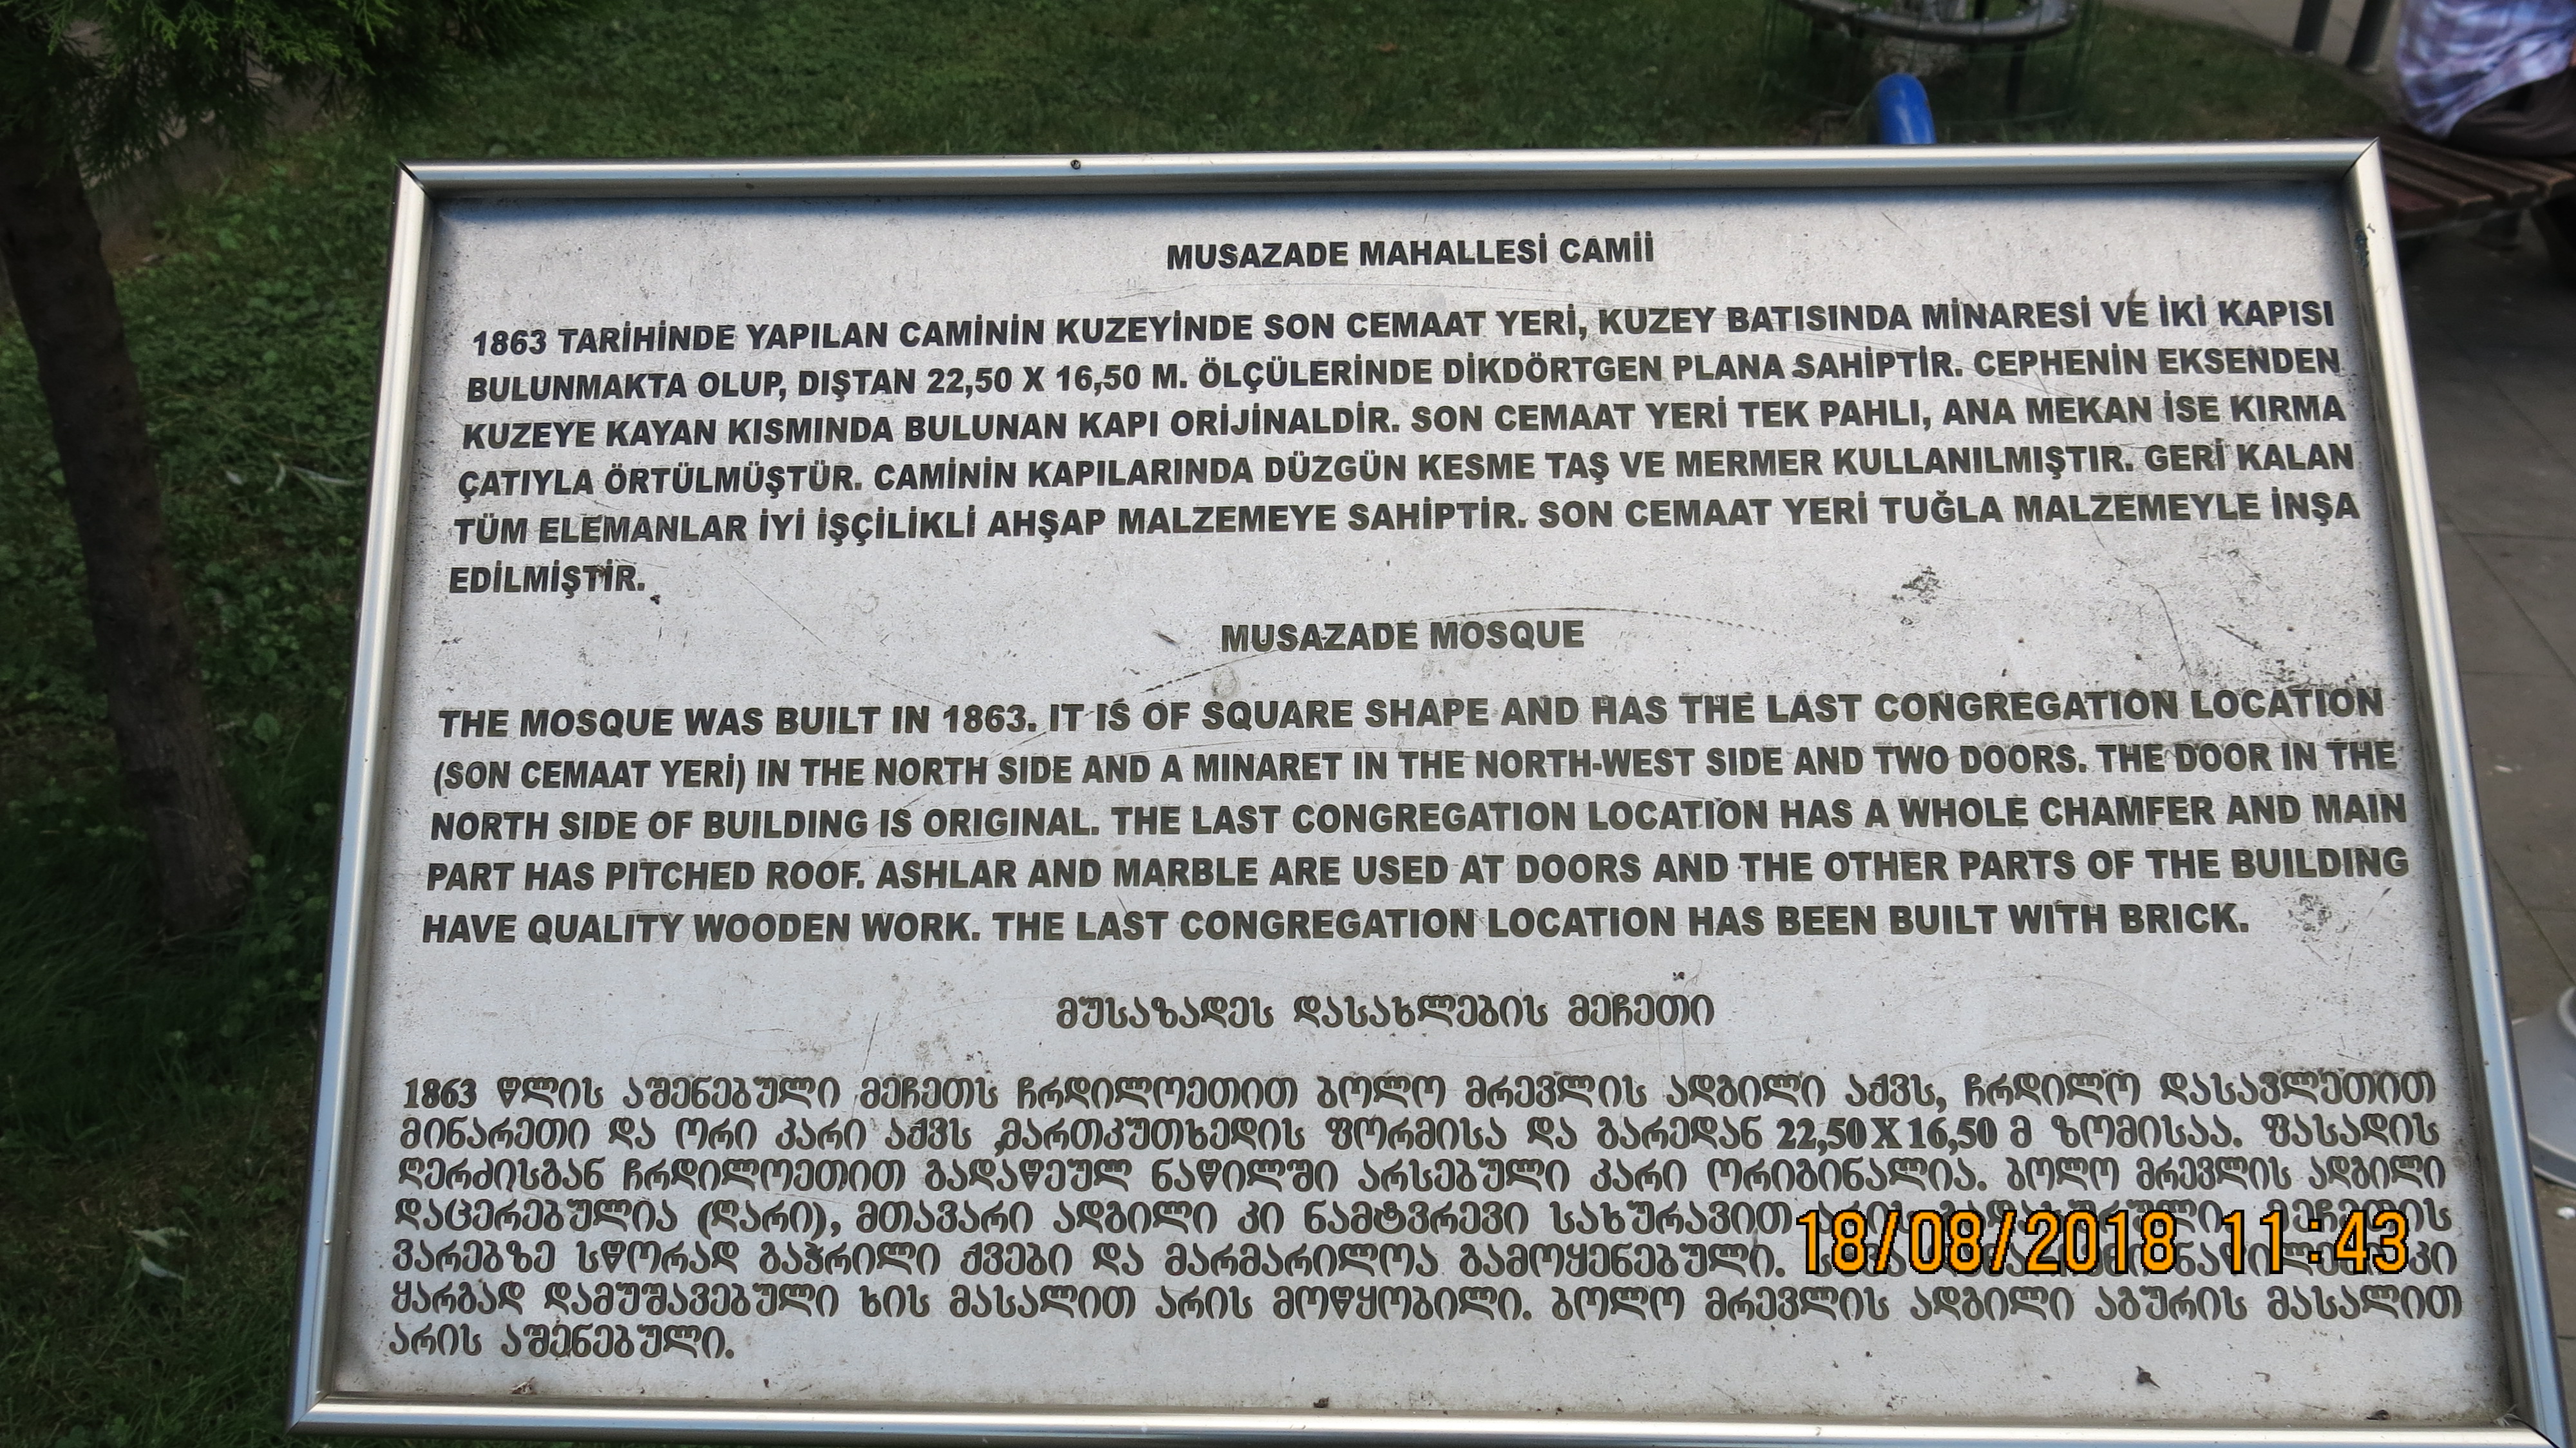 MUSAZADE MAHALLESİ CAMİİ
1863 TARİHİNDE YAPILAN CAMİNİN KUZEYİNDE SON CEMAAT YERİ, KUZEY BATISINDA MİNARESİ VE İKİ KAPISI
BULUNMAKTA OLUP, DIŞTAN 22,50 X 16,50 M. ÖLÇÜLERİNDE DİKDÖRTGEN PLANA SAHİPTİR. CEPHENİN EKSENDEN
KUZEYE KAYAN KISMINDA BULUNAN KAPI ORİJİNALDİR. SON CEMAAT YERİ TEK PAHLI, ANA MEKAN İSE KIRMA
ÇATIYLA ÖRTÜLMÜŞTÜR. CAMİNİN KAPILARINDA DÜZGÜN KESME TAŞ VE MERMER KULLANILMIŞTIR. GERİ KALAN
TÜM ELEMANLAR İYİ İŞÇİLİKLİ AHŞAP MALZEMEYE SAHİPTİR. SON CEMAAT YERİ TUĞLA MALZEMEYLE İNŞA
EDİLMİŞTİR.
MUSAZADE MOSQUE
THE MOSQUE WAS BUILT IN 1863. IT IS OF SQUARE SHAPE AND HAS THE LAST CONGREGATION LOCATION
(SON CEMAAT YERİ) IN THE NORTH SIDE AND A MINARET IN THE NORTH-WEST SIDE AND TWO DOORS. THE DOOR IN THE
NORTH SIDE OF BUILDING IS ORIGINAL. THE LAST CONGREGATION LOCATION HAS A WHOLE CHAMFER AND MAIN
PART HAS PITCHED ROOF. ASHLAR AND MARBLE ARE USED AT DOORS AND THE OTHER PARTS OF THE BUILDING
HAVE QUALITY WOODEN WORK. THE LAST CONGREGATION LOCATION HAS BEEN BUILT WITH BRICK.
მუსაზადეს დასახლების მეჩეთი
1863 წლის აშენებული მეჩეთს ჩრდილოეთით ბოლო მრევლის ადგილი აქვს, ჩრდილო დასავლეთით
მინარეთი და ორი კარი აქვს ,მართკუთხედის ფორმისა და გარედან 22,50 X 16,50 მ ზომისაა. ფასადის
ღერძისგან ჩრდილოეთით გადაწეულ ნაწილში არსებული კარი ორიგინალია. ბოლო მრევლის ადგილი
დაცერებულია (ღარი), მთავარი ადგილი კი ნამტვრევი სახურავით არის გადახურული. მეჩეთის
კარებზე სწორად გაჭრილი ქვები და მარმარილოა გამოყენებული. კი
კარგად დამუშავებული ხის მასალით არის მოწყობილი. ბოლო მრევლის ადგილი აგურის მასალით
არის აშენებული.
18/08/2018 11:43